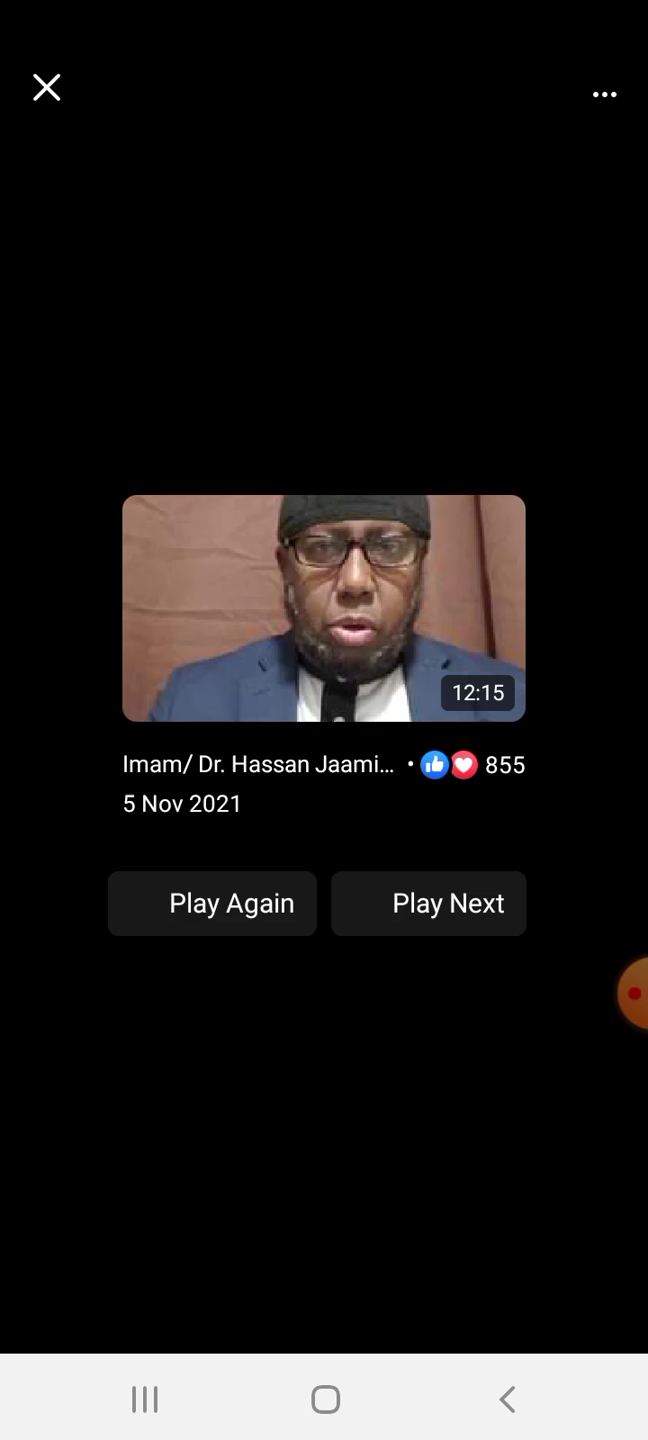 12:15
Imam/ Dr. Hassan Jaami... • 855
5 Nov 2021
Play Again
Play Next